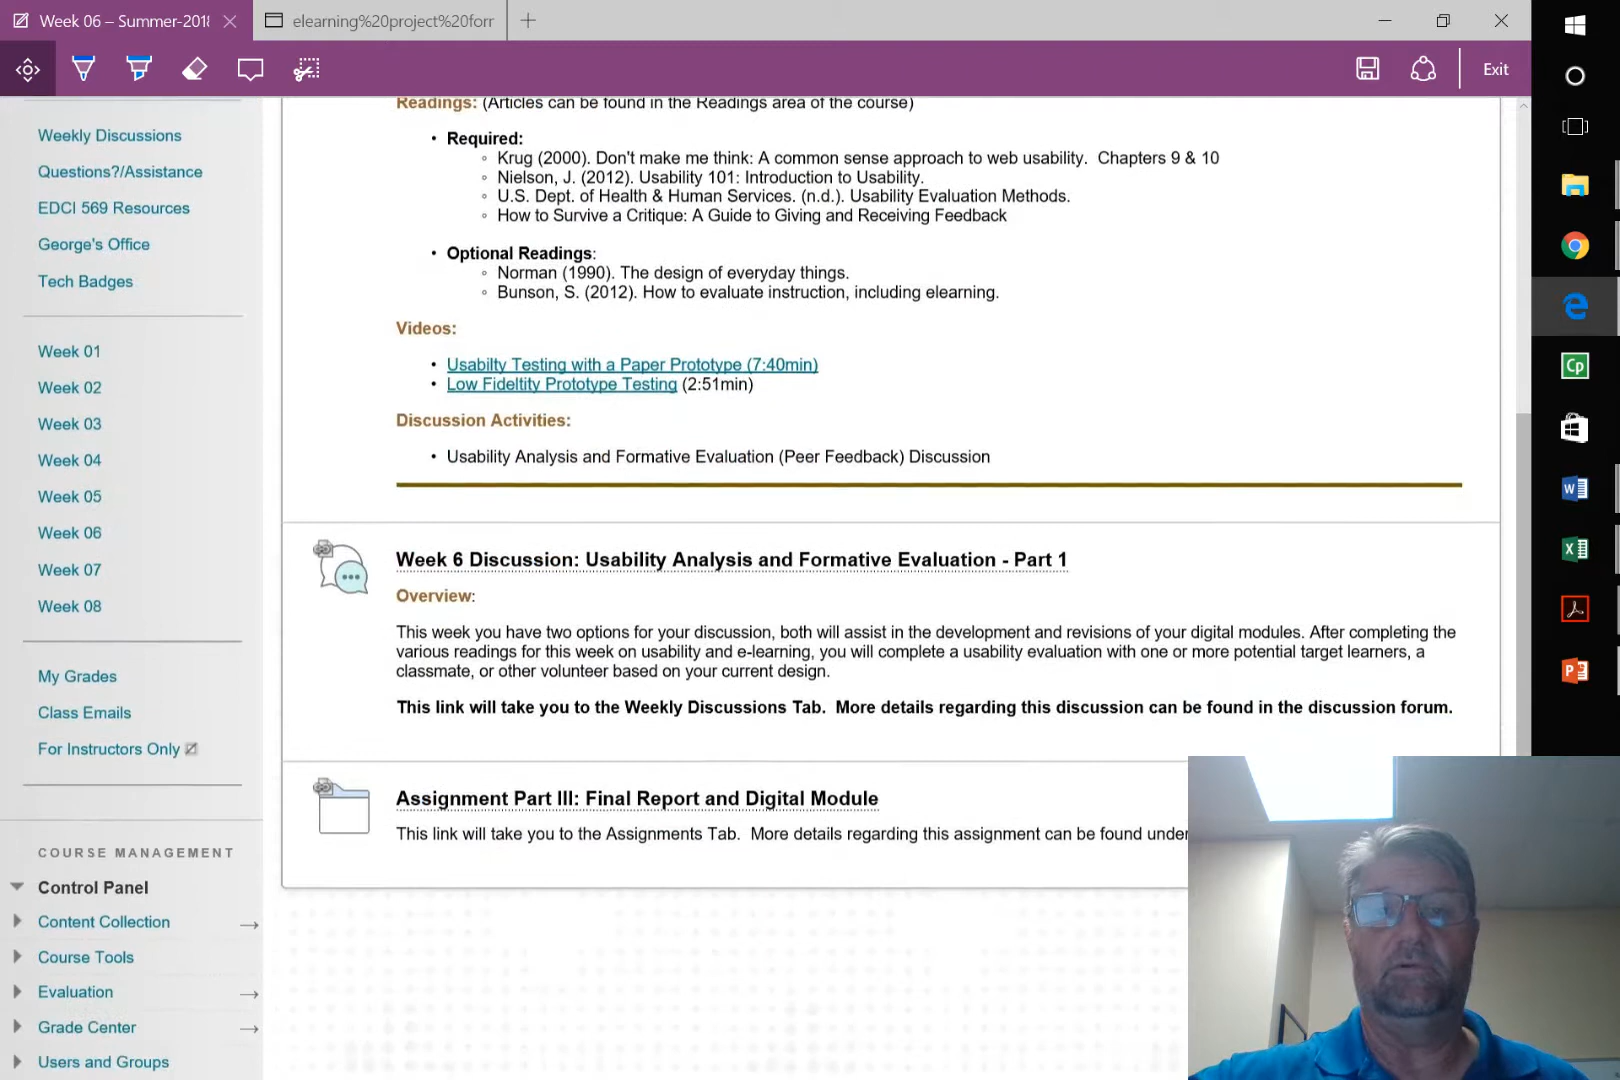 Week 06 – Summer-2018
elearning%20project%20forr
Exit
Weekly Discussions
Questions?/Assistance
EDCI 569 Resources
George's Office
Tech Badges
Week 01
Week 02
Week 03
Week 04
Week 05
Week 06
Week 07
Week 08
My Grades
Class Emails
For Instructors Only
COURSE MANAGEMENT
Control Panel
Content Collection
Course Tools
Evaluation
Grade Center
Users and Groups
Readings: (Articles can be found in the Readings area of the course)
• Required:
◦ Krug (2000). Don't make me think: A common sense approach to web usability. Chapters 9 & 10
◦ Nielson, J. (2012). Usability 101: Introduction to Usability.
◦ U.S. Dept. of Health & Human Services. (n.d.). Usability Evaluation Methods.
◦ How to Survive a Critique: A Guide to Giving and Receiving Feedback
• Optional Readings:
◦ Norman (1990). The design of everyday things.
◦ Bunson, S. (2012). How to evaluate instruction, including elearning.
Videos:
• Usabilty Testing with a Paper Prototype (7:40min)
• Low Fideltity Prototype Testing (2:51min)
Discussion Activities:
• Usability Analysis and Formative Evaluation (Peer Feedback) Discussion
Week 6 Discussion: Usability Analysis and Formative Evaluation - Part 1
Overview:
This week you have two options for your discussion, both will assist in the development and revisions of your digital modules. After completing the
various readings for this week on usability and e-learning, you will complete a usability evaluation with one or more potential target learners, a
classmate, or other volunteer based on your current design.
This link will take you to the Weekly Discussions Tab. More details regarding this discussion can be found in the discussion forum.
Assignment Part III: Final Report and Digital Module
This link will take you to the Assignments Tab. More details regarding this assignment can be found under
Cp
W
X
P